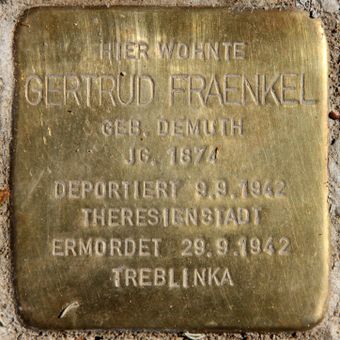 HIER WOHNTE
GERTRUD FRAENKEL
GEB. DEMUTH
JG. 1874
DEPORTIERT 9.9.1942
THERESIENSTADT
ERMORDET 29.9.1942
TREBLINKA